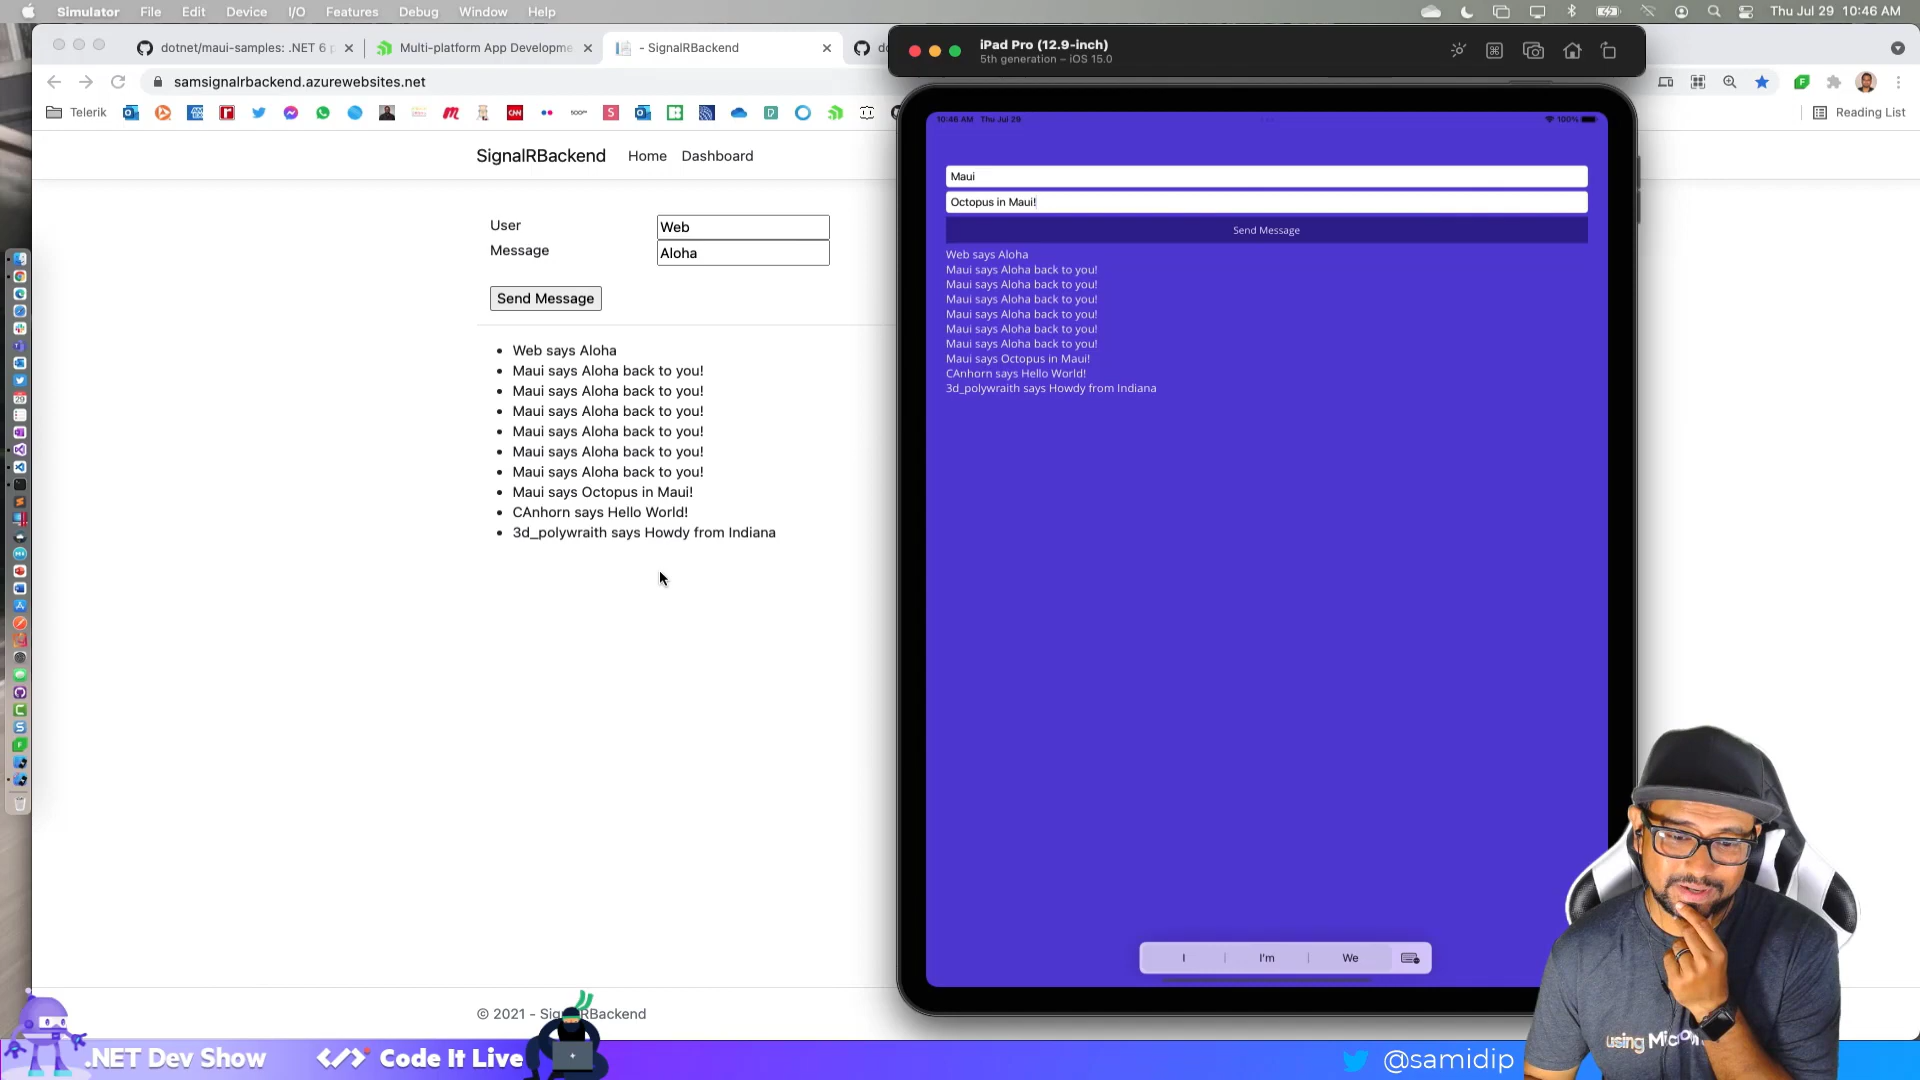 Simulator File Edit Device I/O Features Debug Window Help Thu Jul 29 10:46 AM
dotnet/maui-samples: .NET 6 p
Multi-platform App Developme
- SignalRBackend
iPad Pro (12.9-inch)
5th generation – iOS 15.0
samsignalrbackend.azurewebsites.net
Telerik
Reading List
SignalRBackend Home Dashboard
User Web
Message Aloha
Send Message
Web says Aloha
Maui says Aloha back to you!
Maui says Aloha back to you!
Maui says Aloha back to you!
Maui says Aloha back to you!
Maui says Aloha back to you!
Maui says Aloha back to you!
Maui says Octopus in Maui!
CAnhorn says Hello World!
3d_polywraith says Howdy from Indiana
10:46 AM Thu Jul 29 100%
Maui
Octopus in Maui!
Send Message
Web says Aloha
Maui says Aloha back to you!
Maui says Aloha back to you!
Maui says Aloha back to you!
Maui says Aloha back to you!
Maui says Aloha back to you!
Maui says Aloha back to you!
Maui says Octopus in Maui!
CAnhorn says Hello World!
3d_polywraith says Howdy from Indiana
I I'm We
© 2021 -
.NET Dev Show
Code It Live
@samidip
using